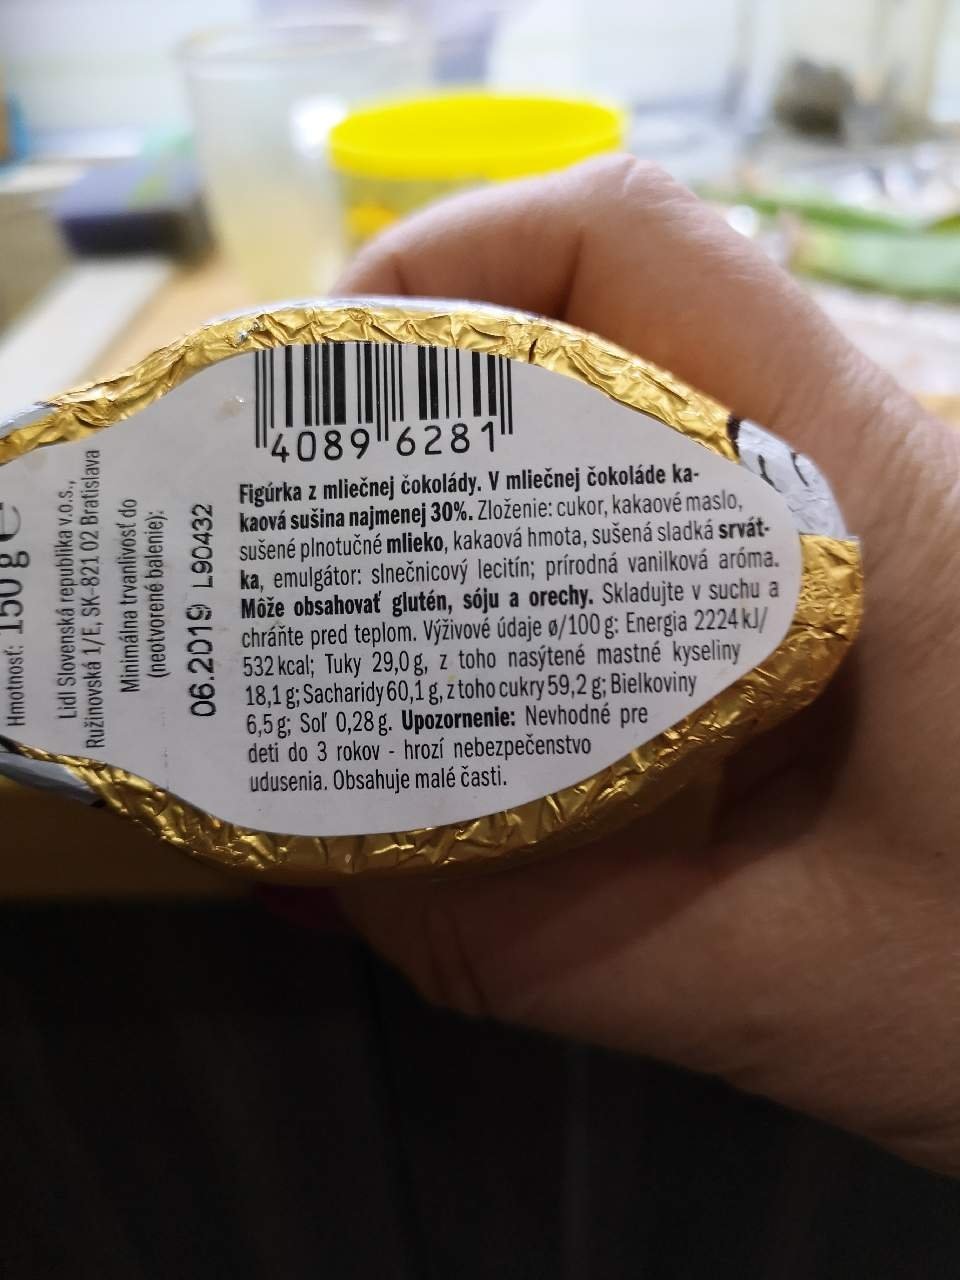 Hmotnosť: 150 g e
Lidl Slovenská republika v.o.s.,
Ružinovská 1/E, SK-821 02 Bratislava
Minimálna trvanlivosť do
(neotvorené balenie):
06.2019 L90432
4089 6281
Figúrka z mliečnej čokolády. V mliečnej čokoláde ka-
kaová sušina najmenej 30%. Zloženie: cukor, kakaové maslo,
sušené plnotučné mlieko, kakaová hmota, sušená sladká srvát-
ka, emulgátor: slnečnicový lecitín; prírodná vanilková aróma.
Môže obsahovať glutén, sóju a orechy. Skladujte v suchu a
chráňte pred teplom. Výživové údaje ø/100 g: Energia 2224 kJ/
532 kcal; Tuky 29,0 g, z toho nasýtené mastné kyseliny
18,1 g; Sacharidy 60,1 g, z toho cukry 59,2 g; Bielkoviny
6,5 g; Soľ 0,28 g. Upozornenie: Nevhodné pre
deti do 3 rokov - hrozí nebezpečenstvo
udusenia. Obsahuje malé časti.